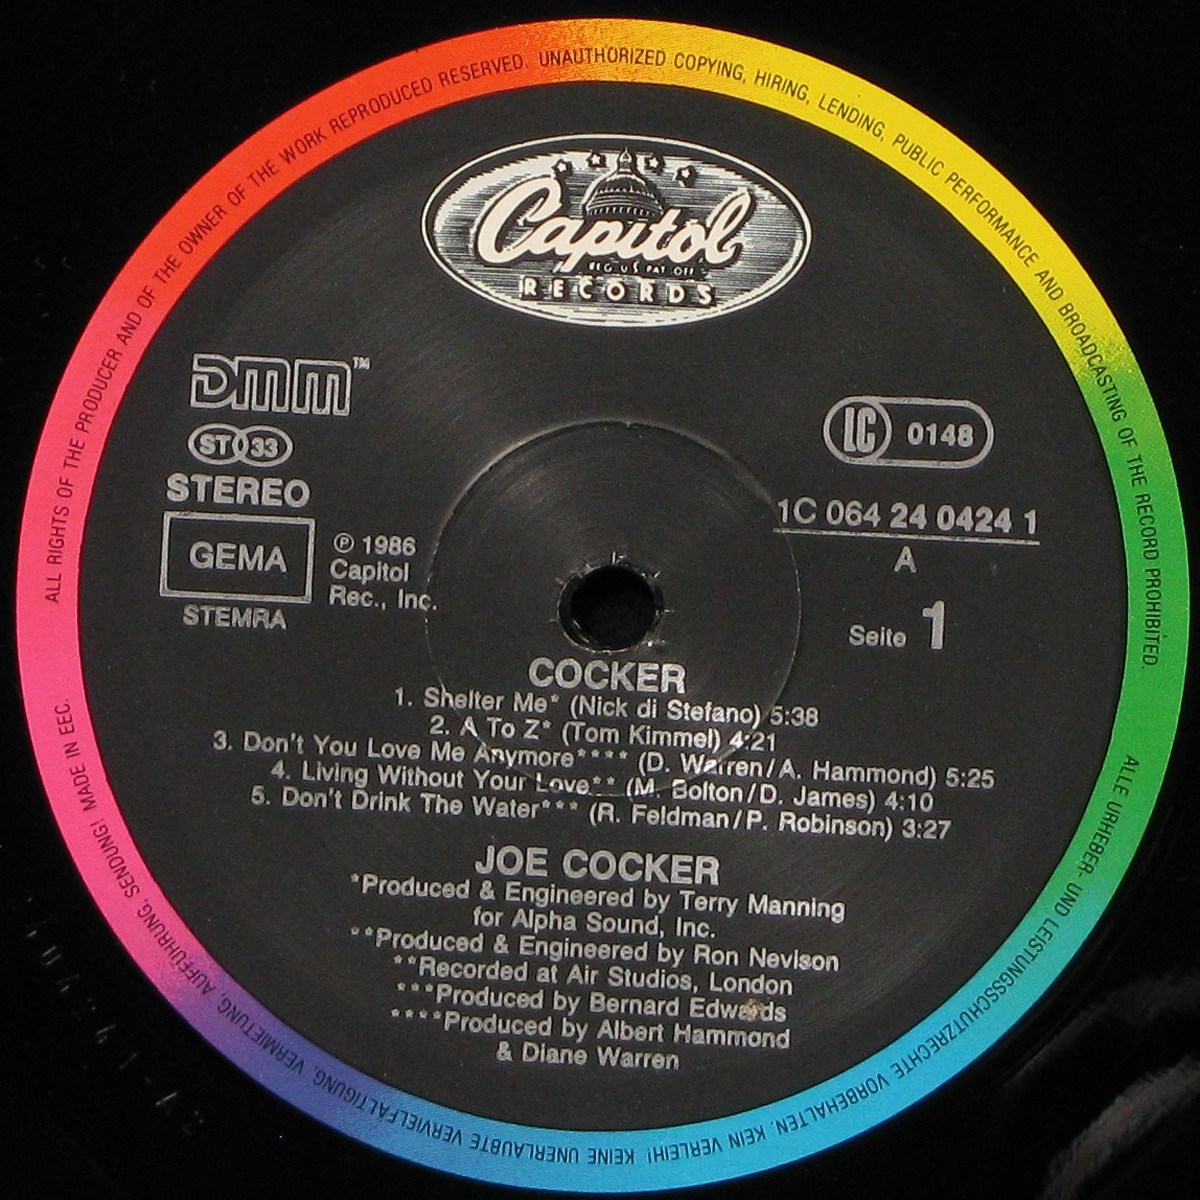 ALL RIGHTS OF THE PRODUCER AND OF THE OWNER OF THE WORK REPRODUCED RESERVED. UNAUTHORIZED COPYING, HIRING, LENDING, PUBLIC PERFORMANCE AND BROADCASTING OF THE RECORD PROHIBITED.
Capitol
REG US PAT OFF
RECORDS
DMM™
ST 33
STEREO
GEMA
STEMRA
℗ 1986
Capitol
Rec., Inc.
LC 0148
1C 064 24 0424 1
A
Seite 1
COCKER
1. Shelter Me* (Nick di Stefano) 5:38
2. A To Z* (Tom Kimmel) 4:21
3. Don't You Love Me Anymore**** (D. Warren/A. Hammond) 5:25
4. Living Without Your Love** (M. Bolton/D. James) 4:10
5. Don't Drink The Water*** (R. Feldman/P. Robinson) 3:27
JOE COCKER
*Produced & Engineered by Terry Manning
for Alpha Sound, Inc.
**Produced & Engineered by Ron Nevison
**Recorded at Air Studios, London
***Produced by Bernard Edwards
****Produced by Albert Hammond
& Diane Warren
ALLE URHEBER- UND LEISTUNGSSCHUTZRECHTE VORBEHALTEN. KEIN VERLEIH! KEINE UNERLAUBTE VERVIELFÄLTIGUNG, VERMIETUNG, AUFFÜHRUNG, SENDUNG! MADE IN EEC.